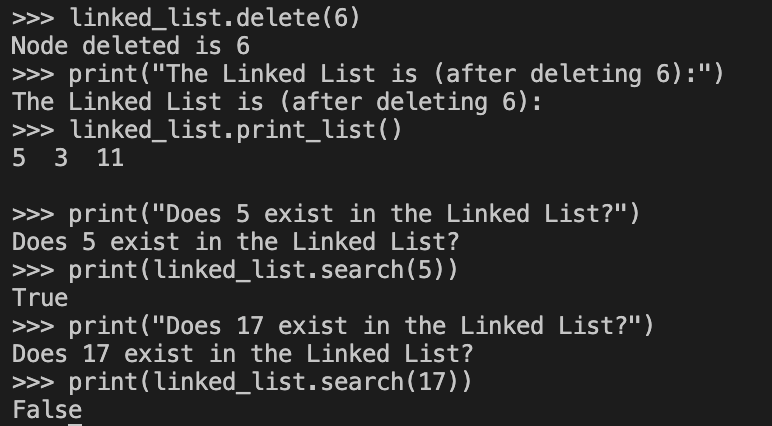 >>> linked_list.delete(6)
Node deleted is 6
>>> print("The Linked List is (after deleting 6):")
The Linked List is (after deleting 6):
>>> linked_list.print_list()
5  3  11

>>> print("Does 5 exist in the Linked List?")
Does 5 exist in the Linked List?
>>> print(linked_list.search(5))
True
>>> print("Does 17 exist in the Linked List?")
Does 17 exist in the Linked List?
>>> print(linked_list.search(17))
False